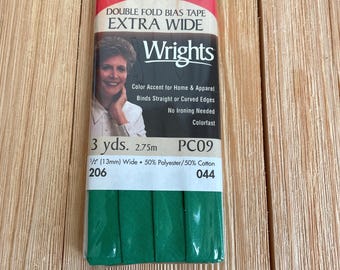 DOUBLE FOLD BIAS TAPE
EXTRA WIDE
Wrights
Color Accent for Home & Apparel
Binds Straight or Curved Edges
No Ironing Needed
Colorfast
3 yds. 2.75m PC09
1/2" (13mm) Wide • 50% Polyester/50% Cotton
206 044